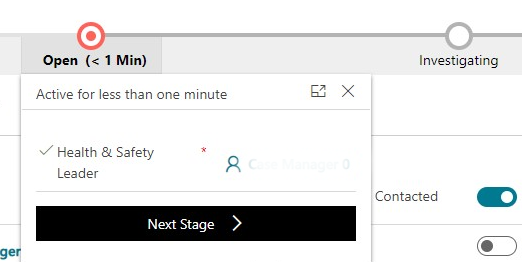 Open (< 1 Min)
Investigating
Active for less than one minute
Health & Safety
Leader
*
Case Manager 0
Contacted
Next Stage
ger